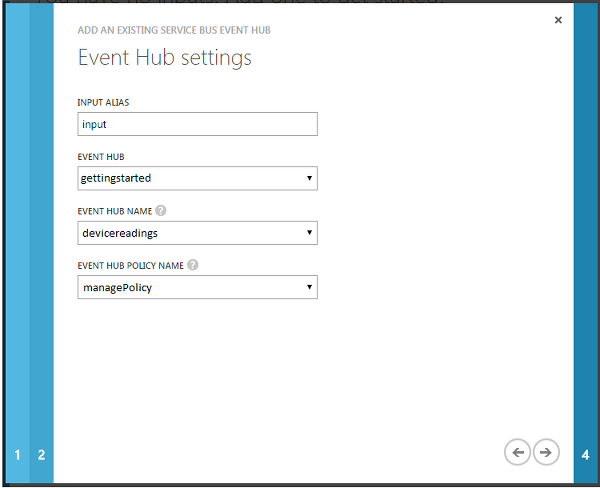 ADD AN EXISTING SERVICE BUS EVENT HUB
Event Hub settings
INPUT ALIAS
input
EVENT HUB
gettingstarted
EVENT HUB NAME ?
devicereadings
EVENT HUB POLICY NAME ?
managePolicy
1 2 4